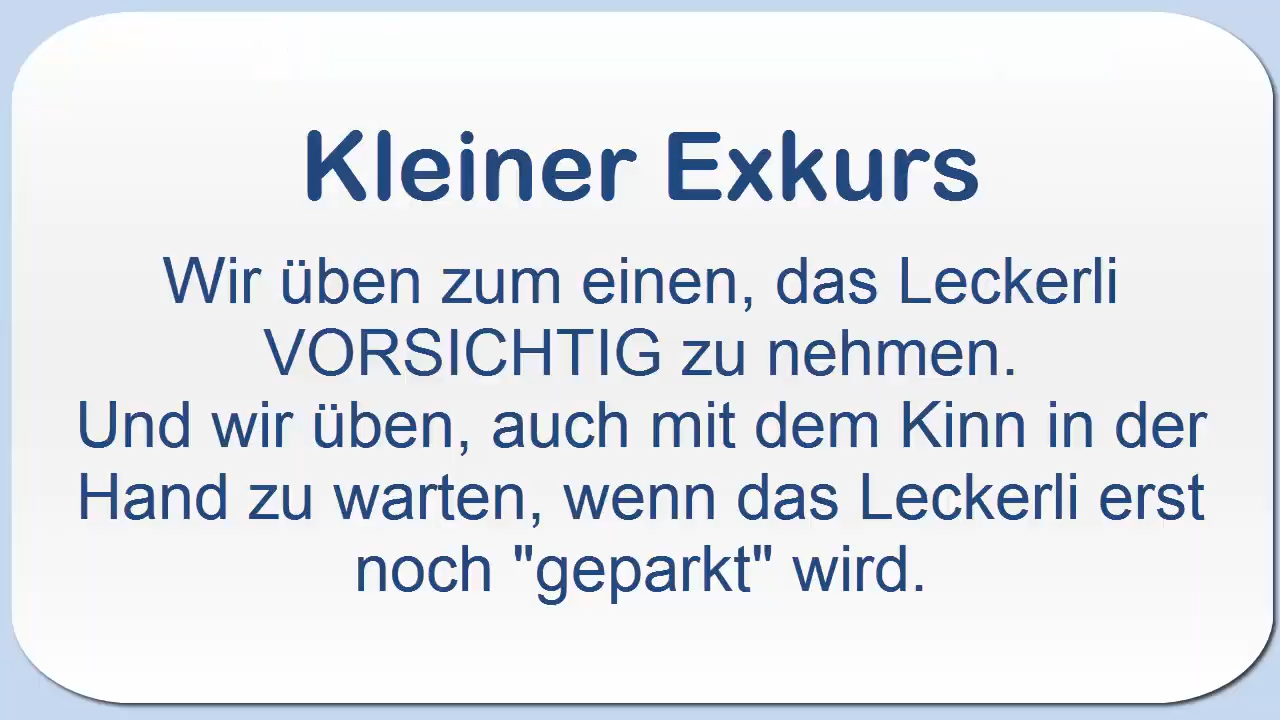 Kleiner Exkurs
Wir üben zum einen, das Leckerli
VORSICHTIG zu nehmen.
Und wir üben, auch mit dem Kinn in der
Hand zu warten, wenn das Leckerli erst
noch "geparkt" wird.